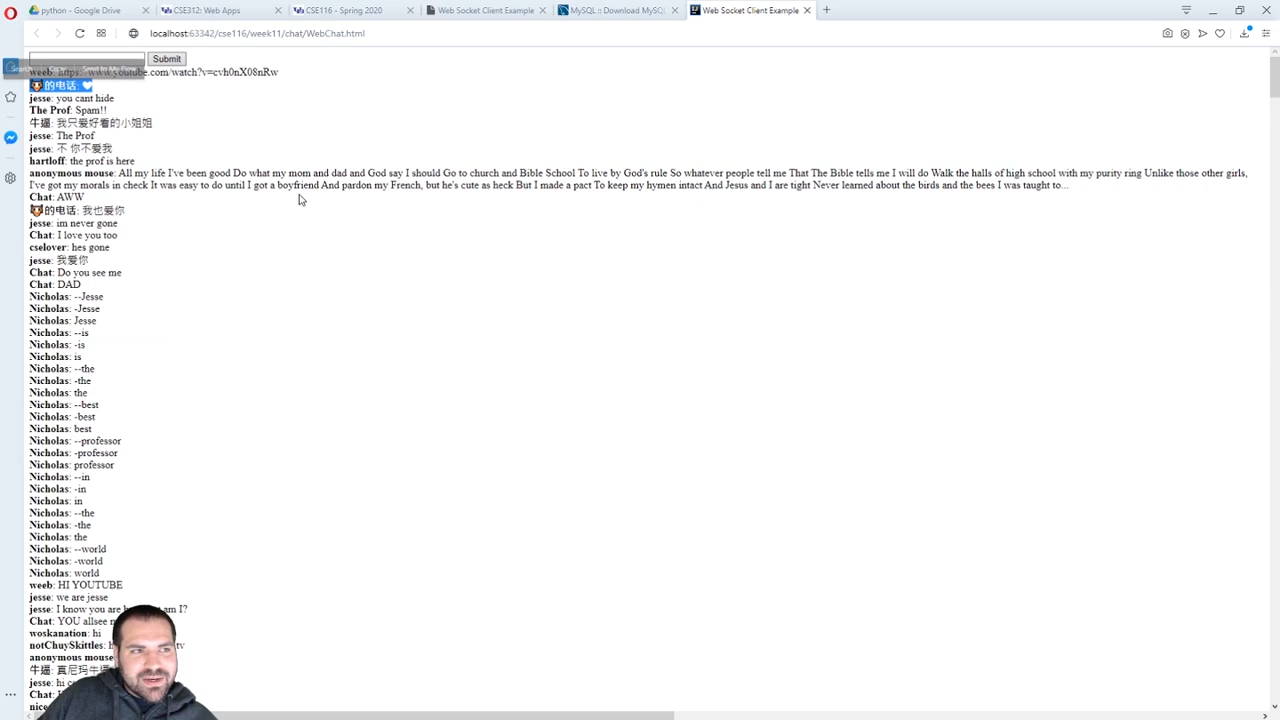 python - Google Drive
CSE312: Web Apps
CSE116 - Spring 2020
Web Socket Client Example
MySQL :: Download MySQL
Web Socket Client Example
localhost:63342/cse116/week11/chat/WebChat.html
Submit
weeb: https://www.youtube.com/watch?v=cvh0nX08nRw
的电话:
jesse: you cant hide
The Prof: Spam!!
牛逼: 我只爱好看的小姐姐
jesse: The Prof
jesse: 不 你不爱我
hartloff: the prof is here
anonymous mouse: All my life I've been good Do what my mom and dad and God say I should Go to church and Bible School To live by God's rule So whatever people tell me That The Bible tells me I will do Walk the halls of high school with my purity ring Unlike those other girls,
I've got my morals in check It was easy to do until I got a boyfriend And pardon my French, but he's cute as heck But I made a pact To keep my hymen intact And Jesus and I are tight Never learned about the birds and the bees I was taught to...
Chat: AWW
的电话: 我也爱你
jesse: im never gone
Chat: I love you too
cselover: hes gone
jesse: 我爱你
Chat: Do you see me
Chat: DAD
Nicholas: --Jesse
Nicholas: -Jesse
Nicholas: Jesse
Nicholas: --is
Nicholas: -is
Nicholas: is
Nicholas: --the
Nicholas: -the
Nicholas: the
Nicholas: --best
Nicholas: -best
Nicholas: best
Nicholas: --professor
Nicholas: -professor
Nicholas: professor
Nicholas: --in
Nicholas: -in
Nicholas: in
Nicholas: --the
Nicholas: -the
Nicholas: the
Nicholas: --world
Nicholas: -world
Nicholas: world
weeb: HI YOUTUBE
jesse: we are jesse
jesse: I know you are am I?
Chat: YOU allsee
woskanation: hi
notChuySkittles: tv
anonymous mouse
牛逼: 真尼玛牛
jesse: hi
Chat:
nice